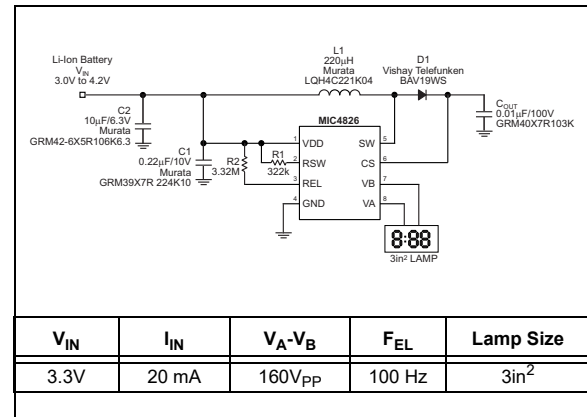 Li-Ion Battery
VIN
3.0V to 4.2V
C2
10µF/6.3V
Murata
GRM42-6X5R106K6.3
C1
0.22µF/10V
Murata
GRM39X7R 224K10
R2
3.32M
R1
322k
L1
220µH
Murata
LQH4C221K04
D1
Vishay Telefunken
BAV19WS
COUT
0.01µF/100V
GRM40X7R103K
MIC4826
1 VDD SW 5
2 RSW CS 6
3 REL VB 7
4 GND VA 8
8:88
3in² LAMP
VIN IIN VA-VB FEL Lamp Size
3.3V 20 mA 160VPP 100 Hz 3in²